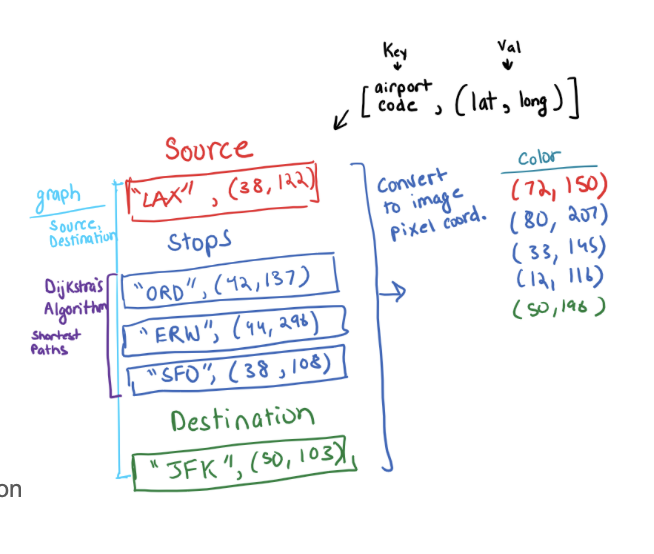 Key
Val
[airport code, (lat, long)]
Source
"LAX", (38, 122)
graph
Source,
Destination
Stops
Dijkstra's
Algorithm
Shortest
Paths
"ORD", (42,137)
"ERW", (44, 296)
"SFO", (38, 108)
Destination
"JFK", (50, 103),
Convert
to image
pixel coord.
Color
(72, 150)
(80, 207)
(33, 145)
(12, 116)
(50,196)
on